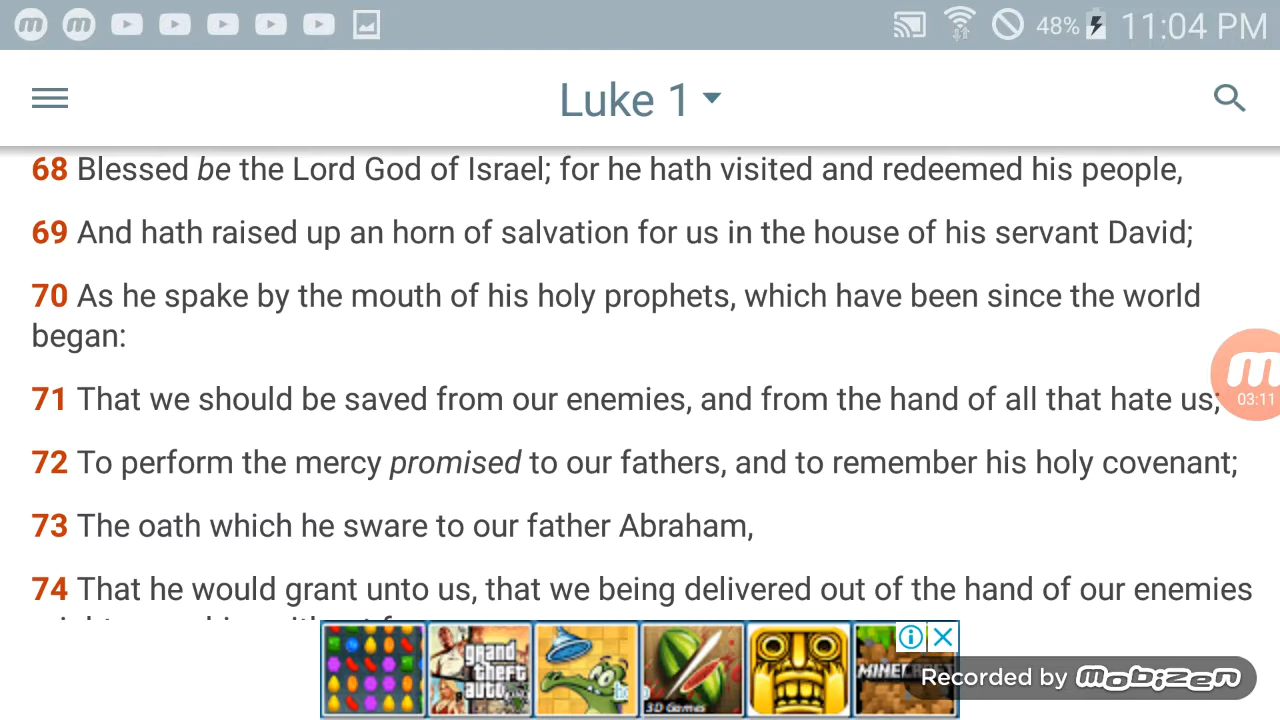 48% 11:04 PM
Luke 1
68 Blessed be the Lord God of Israel; for he hath visited and redeemed his people,
69 And hath raised up an horn of salvation for us in the house of his servant David;
70 As he spake by the mouth of his holy prophets, which have been since the world
began:
71 That we should be saved from our enemies, and from the hand of all that hate us;
03:11
72 To perform the mercy promised to our fathers, and to remember his holy covenant;
73 The oath which he sware to our father Abraham,
74 That he would grant unto us, that we being delivered out of the hand of our enemies
grand
theft
auto
3D Games
Recorded by mobizen